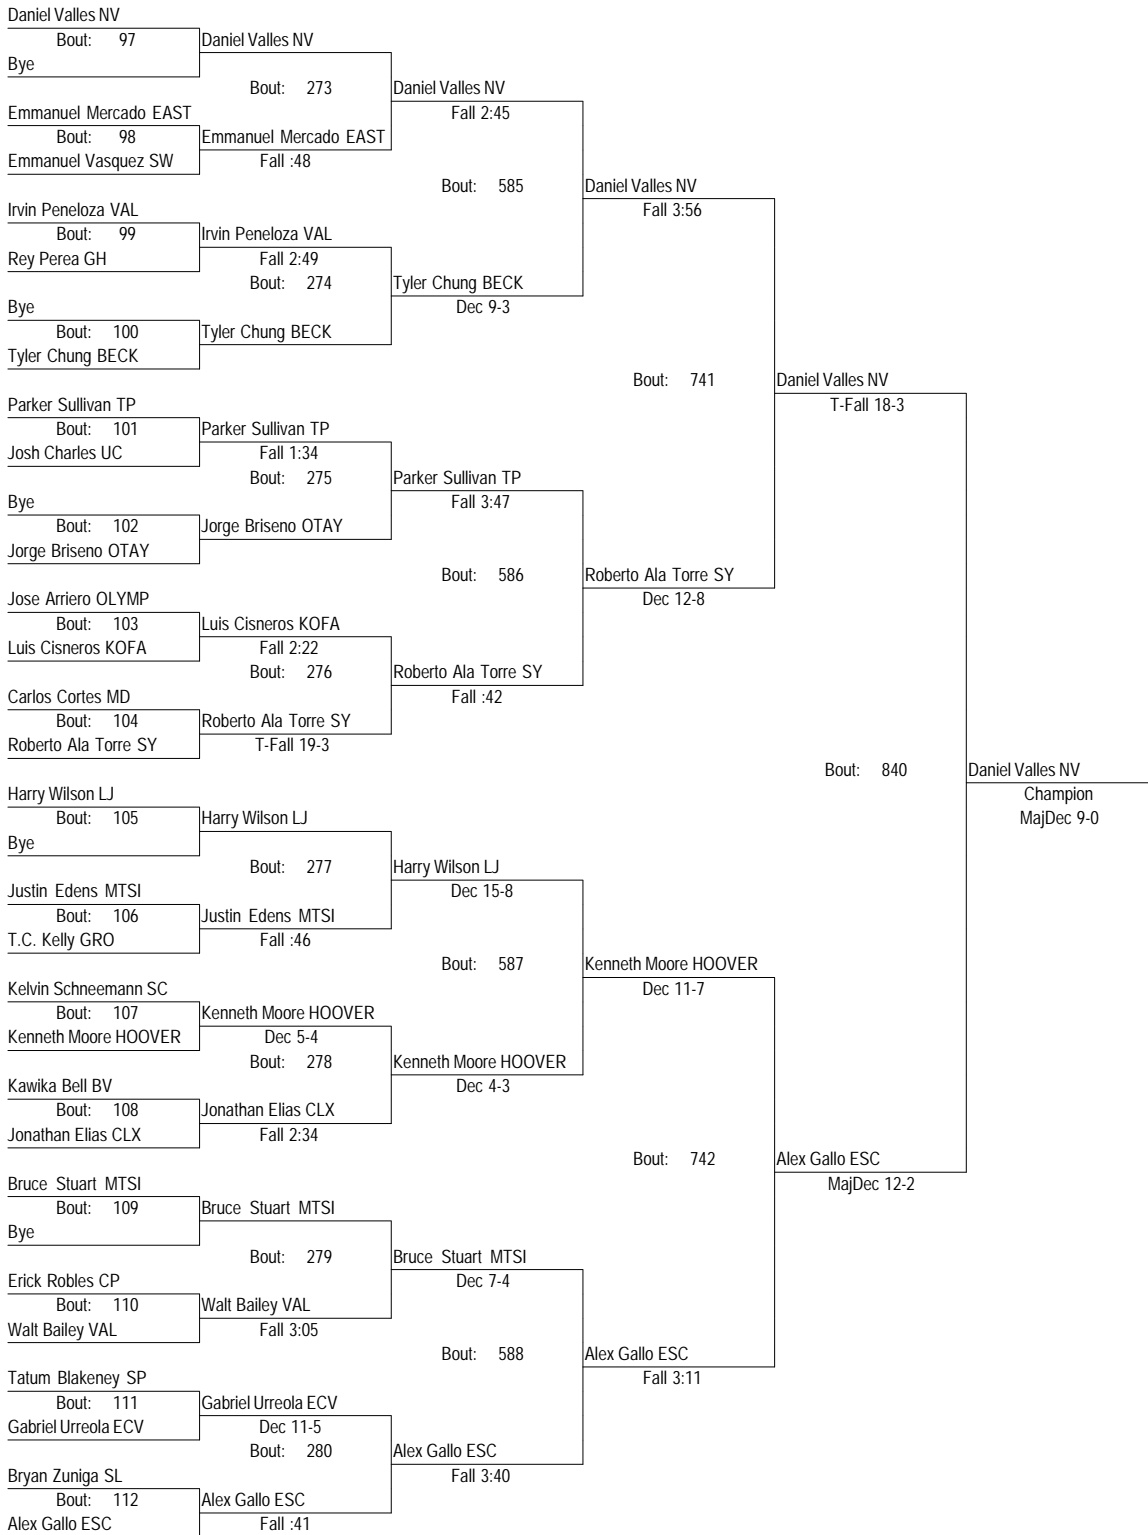 Daniel Valles NV
Bout: 97 Daniel Valles NV
Bye
Bout: 273 Daniel Valles NV
Emmanuel Mercado EAST Fall 2:45
Bout: 98 Emmanuel Mercado EAST
Emmanuel Vasquez SW Fall :48
Bout: 585 Daniel Valles NV
Irvin Peneloza VAL Fall 3:56
Bout: 99 Irvin Peneloza VAL
Rey Perea GH Fall 2:49
Bout: 274 Tyler Chung BECK
Bye Dec 9-3
Bout: 100 Tyler Chung BECK
Tyler Chung BECK
Bout: 741 Daniel Valles NV
Parker Sullivan TP T-Fall 18-3
Bout: 101 Parker Sullivan TP
Josh Charles UC Fall 1:34
Bout: 275 Parker Sullivan TP
Bye Fall 3:47
Bout: 102 Jorge Briseno OTAY
Jorge Briseno OTAY
Bout: 586 Roberto Ala Torre SY
Jose Arriero OLYMP Dec 12-8
Bout: 103 Luis Cisneros KOFA
Luis Cisneros KOFA Fall 2:22
Bout: 276 Roberto Ala Torre SY
Carlos Cortes MD Fall :42
Bout: 104 Roberto Ala Torre SY
Roberto Ala Torre SY T-Fall 19-3
Bout: 840 Daniel Valles NV
Harry Wilson LJ Champion
Bout: 105 Harry Wilson LJ MajDec 9-0
Bye
Bout: 277 Harry Wilson LJ
Justin Edens MTSI Dec 15-8
Bout: 106 Justin Edens MTSI
T.C. Kelly GRO Fall :46
Bout: 587 Kenneth Moore HOOVER
Kelvin Schneemann SC Dec 11-7
Bout: 107 Kenneth Moore HOOVER
Kenneth Moore HOOVER Dec 5-4
Bout: 278 Kenneth Moore HOOVER
Kawika Bell BV Dec 4-3
Bout: 108 Jonathan Elias CLX
Jonathan Elias CLX Fall 2:34
Bout: 742 Alex Gallo ESC
Bruce Stuart MTSI MajDec 12-2
Bout: 109 Bruce Stuart MTSI
Bye
Bout: 279 Bruce Stuart MTSI
Erick Robles CP Dec 7-4
Bout: 110 Walt Bailey VAL
Walt Bailey VAL Fall 3:05
Bout: 588 Alex Gallo ESC
Tatum Blakeney SP Fall 3:11
Bout: 111 Gabriel Urreola ECV
Gabriel Urreola ECV Dec 11-5
Bout: 280 Alex Gallo ESC
Bryan Zuniga SL Fall 3:40
Bout: 112 Alex Gallo ESC
Alex Gallo ESC Fall :41